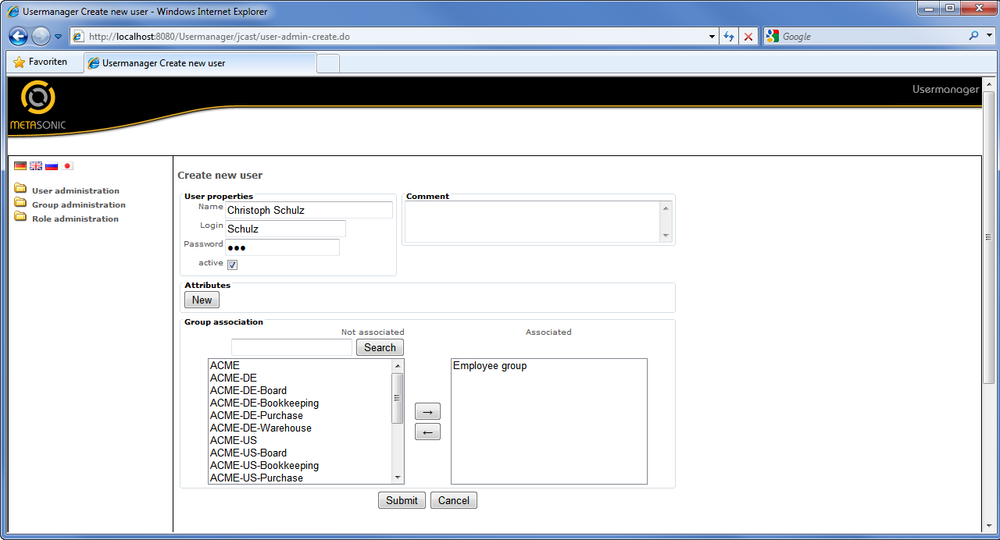 Usermanager Create new user - Windows Internet Explorer
http://localhost:8080/Usermanager/jcast/user-admin-create.do
Google
Favoriten
Usermanager Create new user
Usermanager
METASONIC
User administration
Group administration
Role administration
Create new user
User properties
Name Christoph Schulz
Login Schulz
Password ●●●
active
Comment
Attributes
New
Group association
Not associated
Associated
Search
ACME
ACME-DE
ACME-DE-Board
ACME-DE-Bookkeeping
ACME-DE-Purchase
ACME-DE-Warehouse
ACME-US
ACME-US-Board
ACME-US-Bookkeeping
ACME-US-Purchase
→
←
Employee group
Submit Cancel